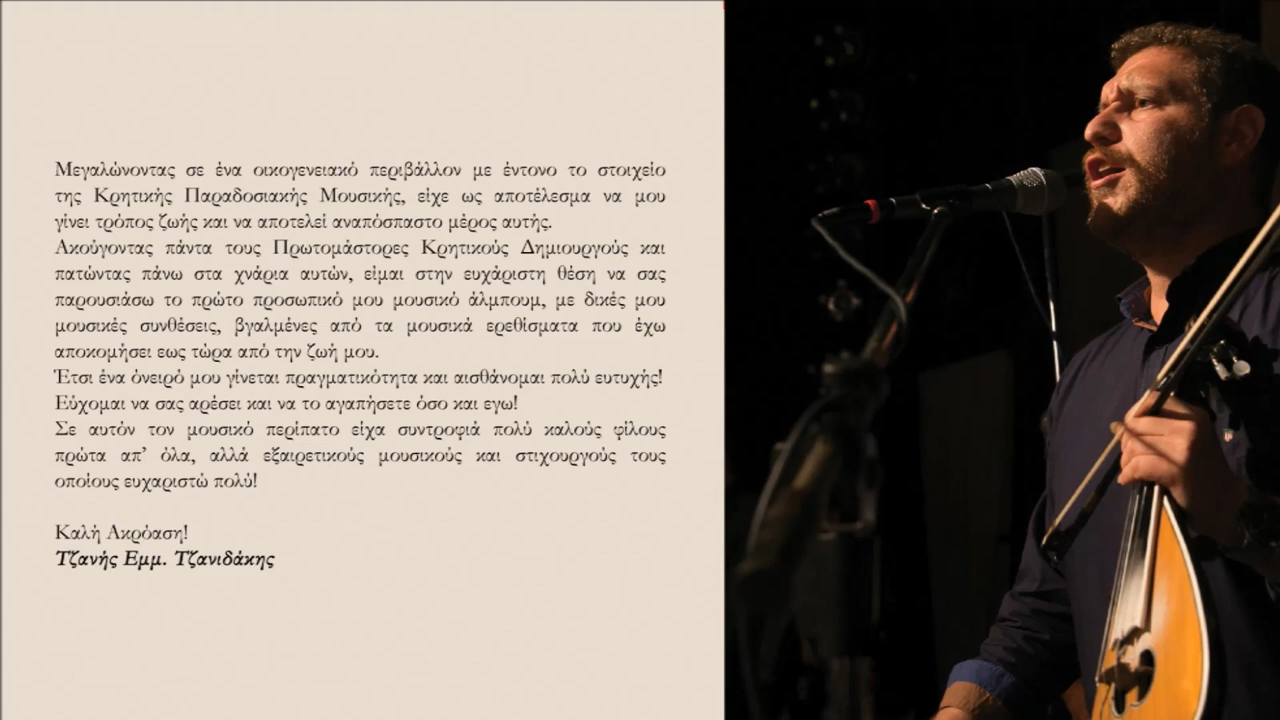 Μεγαλώνοντας σε ένα οικογενειακό περιβάλλον με έντονο το στοιχείο
της Κρητικής Παραδοσιακής Μουσικής, είχε ως αποτέλεσμα να μου
γίνει τρόπος ζωής και να αποτελεί αναπόσπαστο μέρος αυτής.
Ακούγοντας πάντα τους Πρωτομάστορες Κρητικούς Δημιουργούς και
πατώντας πάνω στα χνάρια αυτών, είμαι στην ευχάριστη θέση να σας
παρουσιάσω το πρώτο προσωπικό μου μουσικό άλμπουμ, με δικές μου
μουσικές συνθέσεις, βγαλμένες από τα μουσικά ερεθίσματα που έχω
αποκομήσει εως τώρα από την ζωή μου.
Έτσι ένα όνειρό μου γίνεται πραγματικότητα και αισθάνομαι πολύ ευτυχής!
Εύχομαι να σας αρέσει και να το αγαπήσετε όσο και εγω!
Σε αυτόν τον μουσικό περίπατο είχα συντροφιά πολύ καλούς φίλους
πρώτα απ’ όλα, αλλά εξαιρετικούς μουσικούς και στιχουργούς τους
οποίους ευχαριστώ πολύ!
Καλή Ακρόαση!
Τζανής Εμμ. Τζανιδάκης